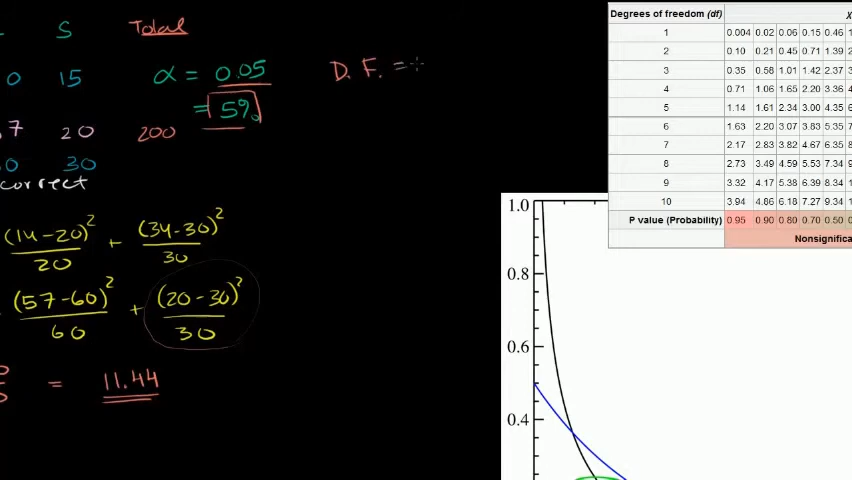 S Total
0 15 α = 0.05 D. F. =
= 5%
7 20 200
0 30
correct
(14-20)² + (34-30)²
20 30
(57-60)² + (20-30)²
60 30
= 11.44
Degrees of freedom (df) χ
1 0.004 0.02 0.06 0.15 0.46
2 0.10 0.21 0.45 0.71 1.39
3 0.35 0.58 1.01 1.42 2.37
4 0.71 1.06 1.65 2.20 3.36
5 1.14 1.61 2.34 3.00 4.35
6 1.63 2.20 3.07 3.83 5.35
7 2.17 2.83 3.82 4.67 6.35
8 2.73 3.49 4.59 5.53 7.34
9 3.32 4.17 5.38 6.39 8.34
10 3.94 4.86 6.18 7.27 9.34
P value (Probability) 0.95 0.90 0.80 0.70 0.50
Nonsignifica
1.0
0.8
0.6
0.4